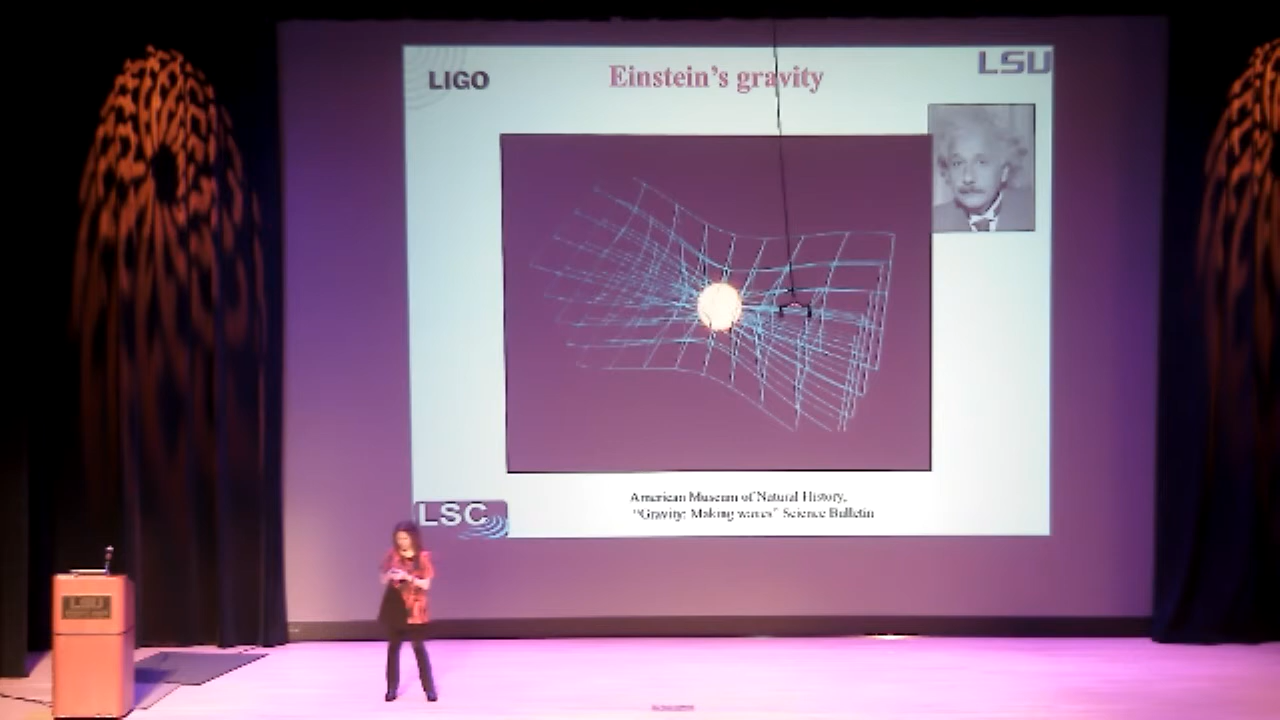 LIGO
Einstein's gravity
LSU
American Museum of Natural History,
"Gravity: Making waves" Science Bulletin
LSC
LSU